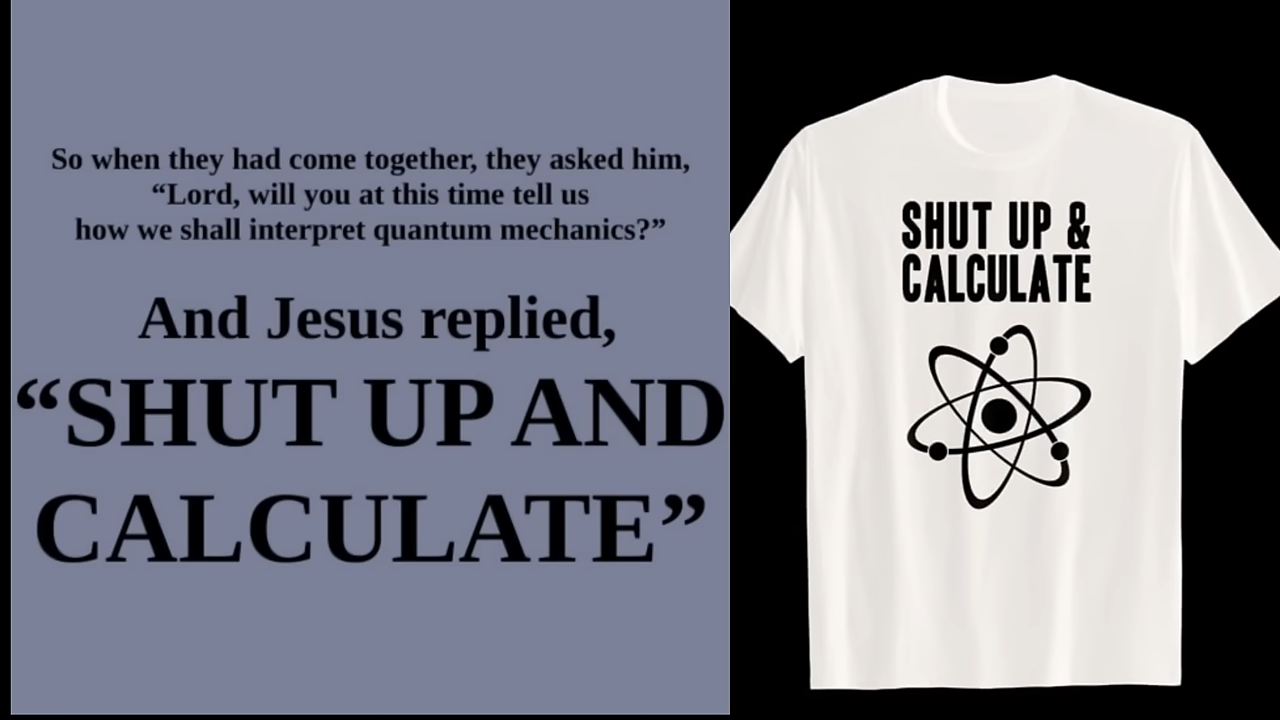 So when they had come together, they asked him,
“Lord, will you at this time tell us
how we shall interpret quantum mechanics?”
And Jesus replied,
“SHUT UP AND
CALCULATE”
SHUT UP &
CALCULATE